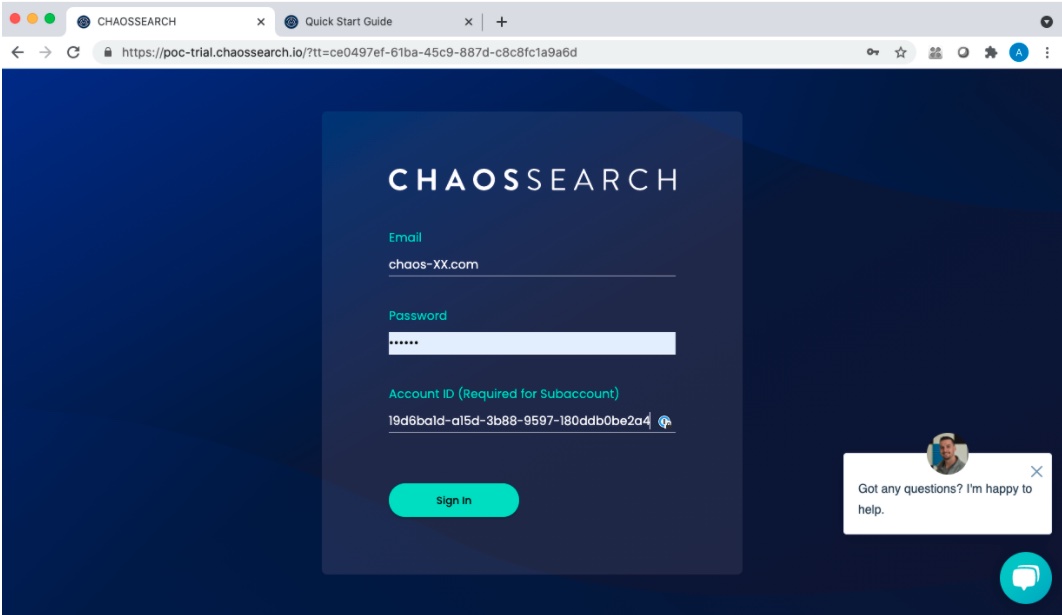 CHAOSSEARCH
Quick Start Guide
https://poc-trial.chaossearch.io/?tt=ce0497ef-61ba-45c9-887d-c8c8fc1a9a6d
A
CHAOSSEARCH
Email
chaos-XX.com
Password
••••••
Account ID (Required for Subaccount)
19d6ba1d-a15d-3b88-9597-180ddb0be2a4
Sign In
Got any questions? I'm happy to
help.